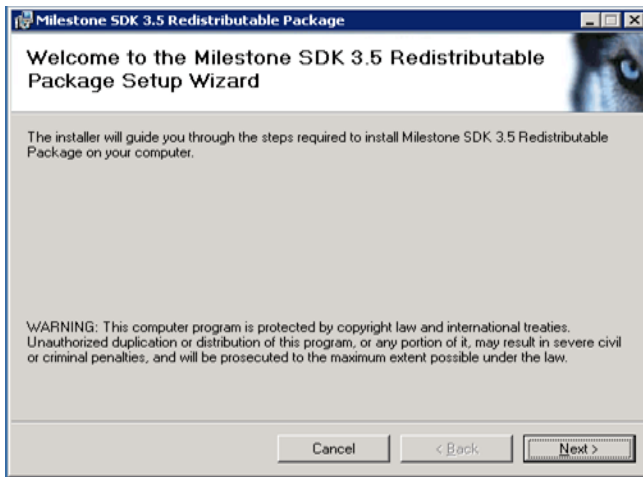 Milestone SDK 3.5 Redistributable Package
Welcome to the Milestone SDK 3.5 Redistributable
Package Setup Wizard
The installer will guide you through the steps required to install Milestone SDK 3.5 Redistributable
Package on your computer.
WARNING: This computer program is protected by copyright law and international treaties.
Unauthorized duplication or distribution of this program, or any portion of it, may result in severe civil
or criminal penalties, and will be prosecuted to the maximum extent possible under the law.
Cancel
< Back
Next >